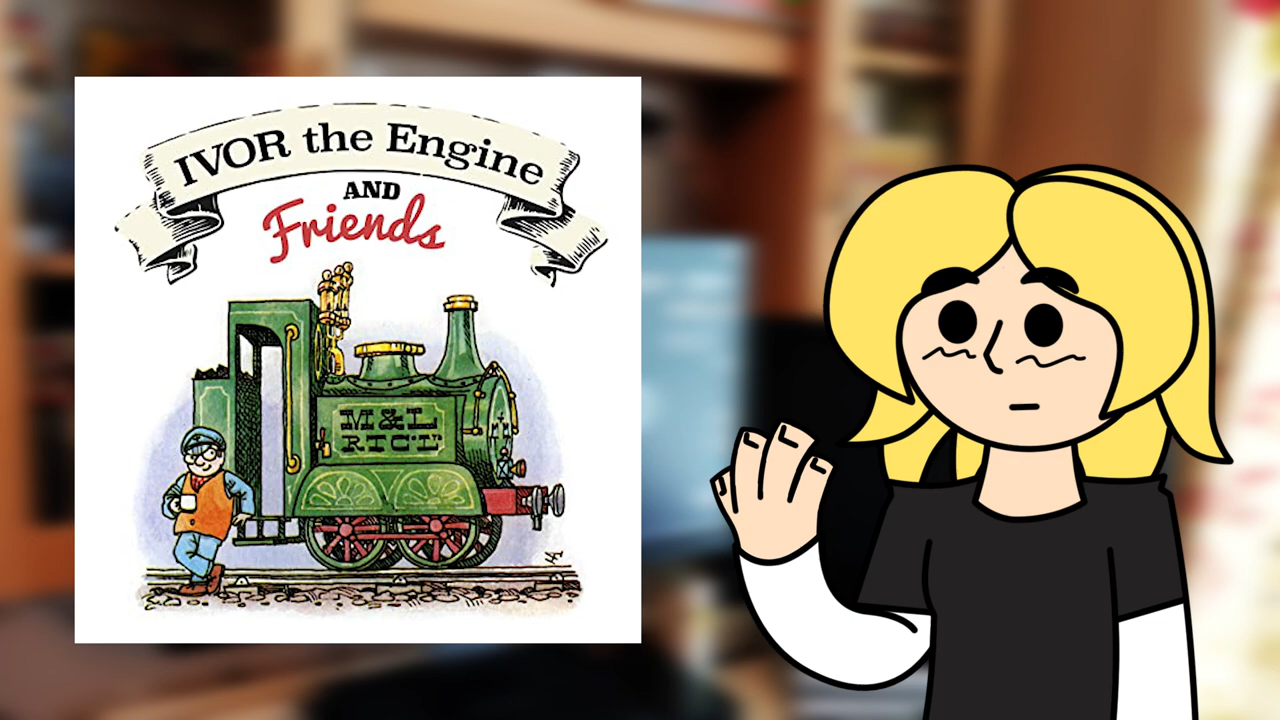 IVOR the Engine
AND
Friends
M&L
R.T.C.L